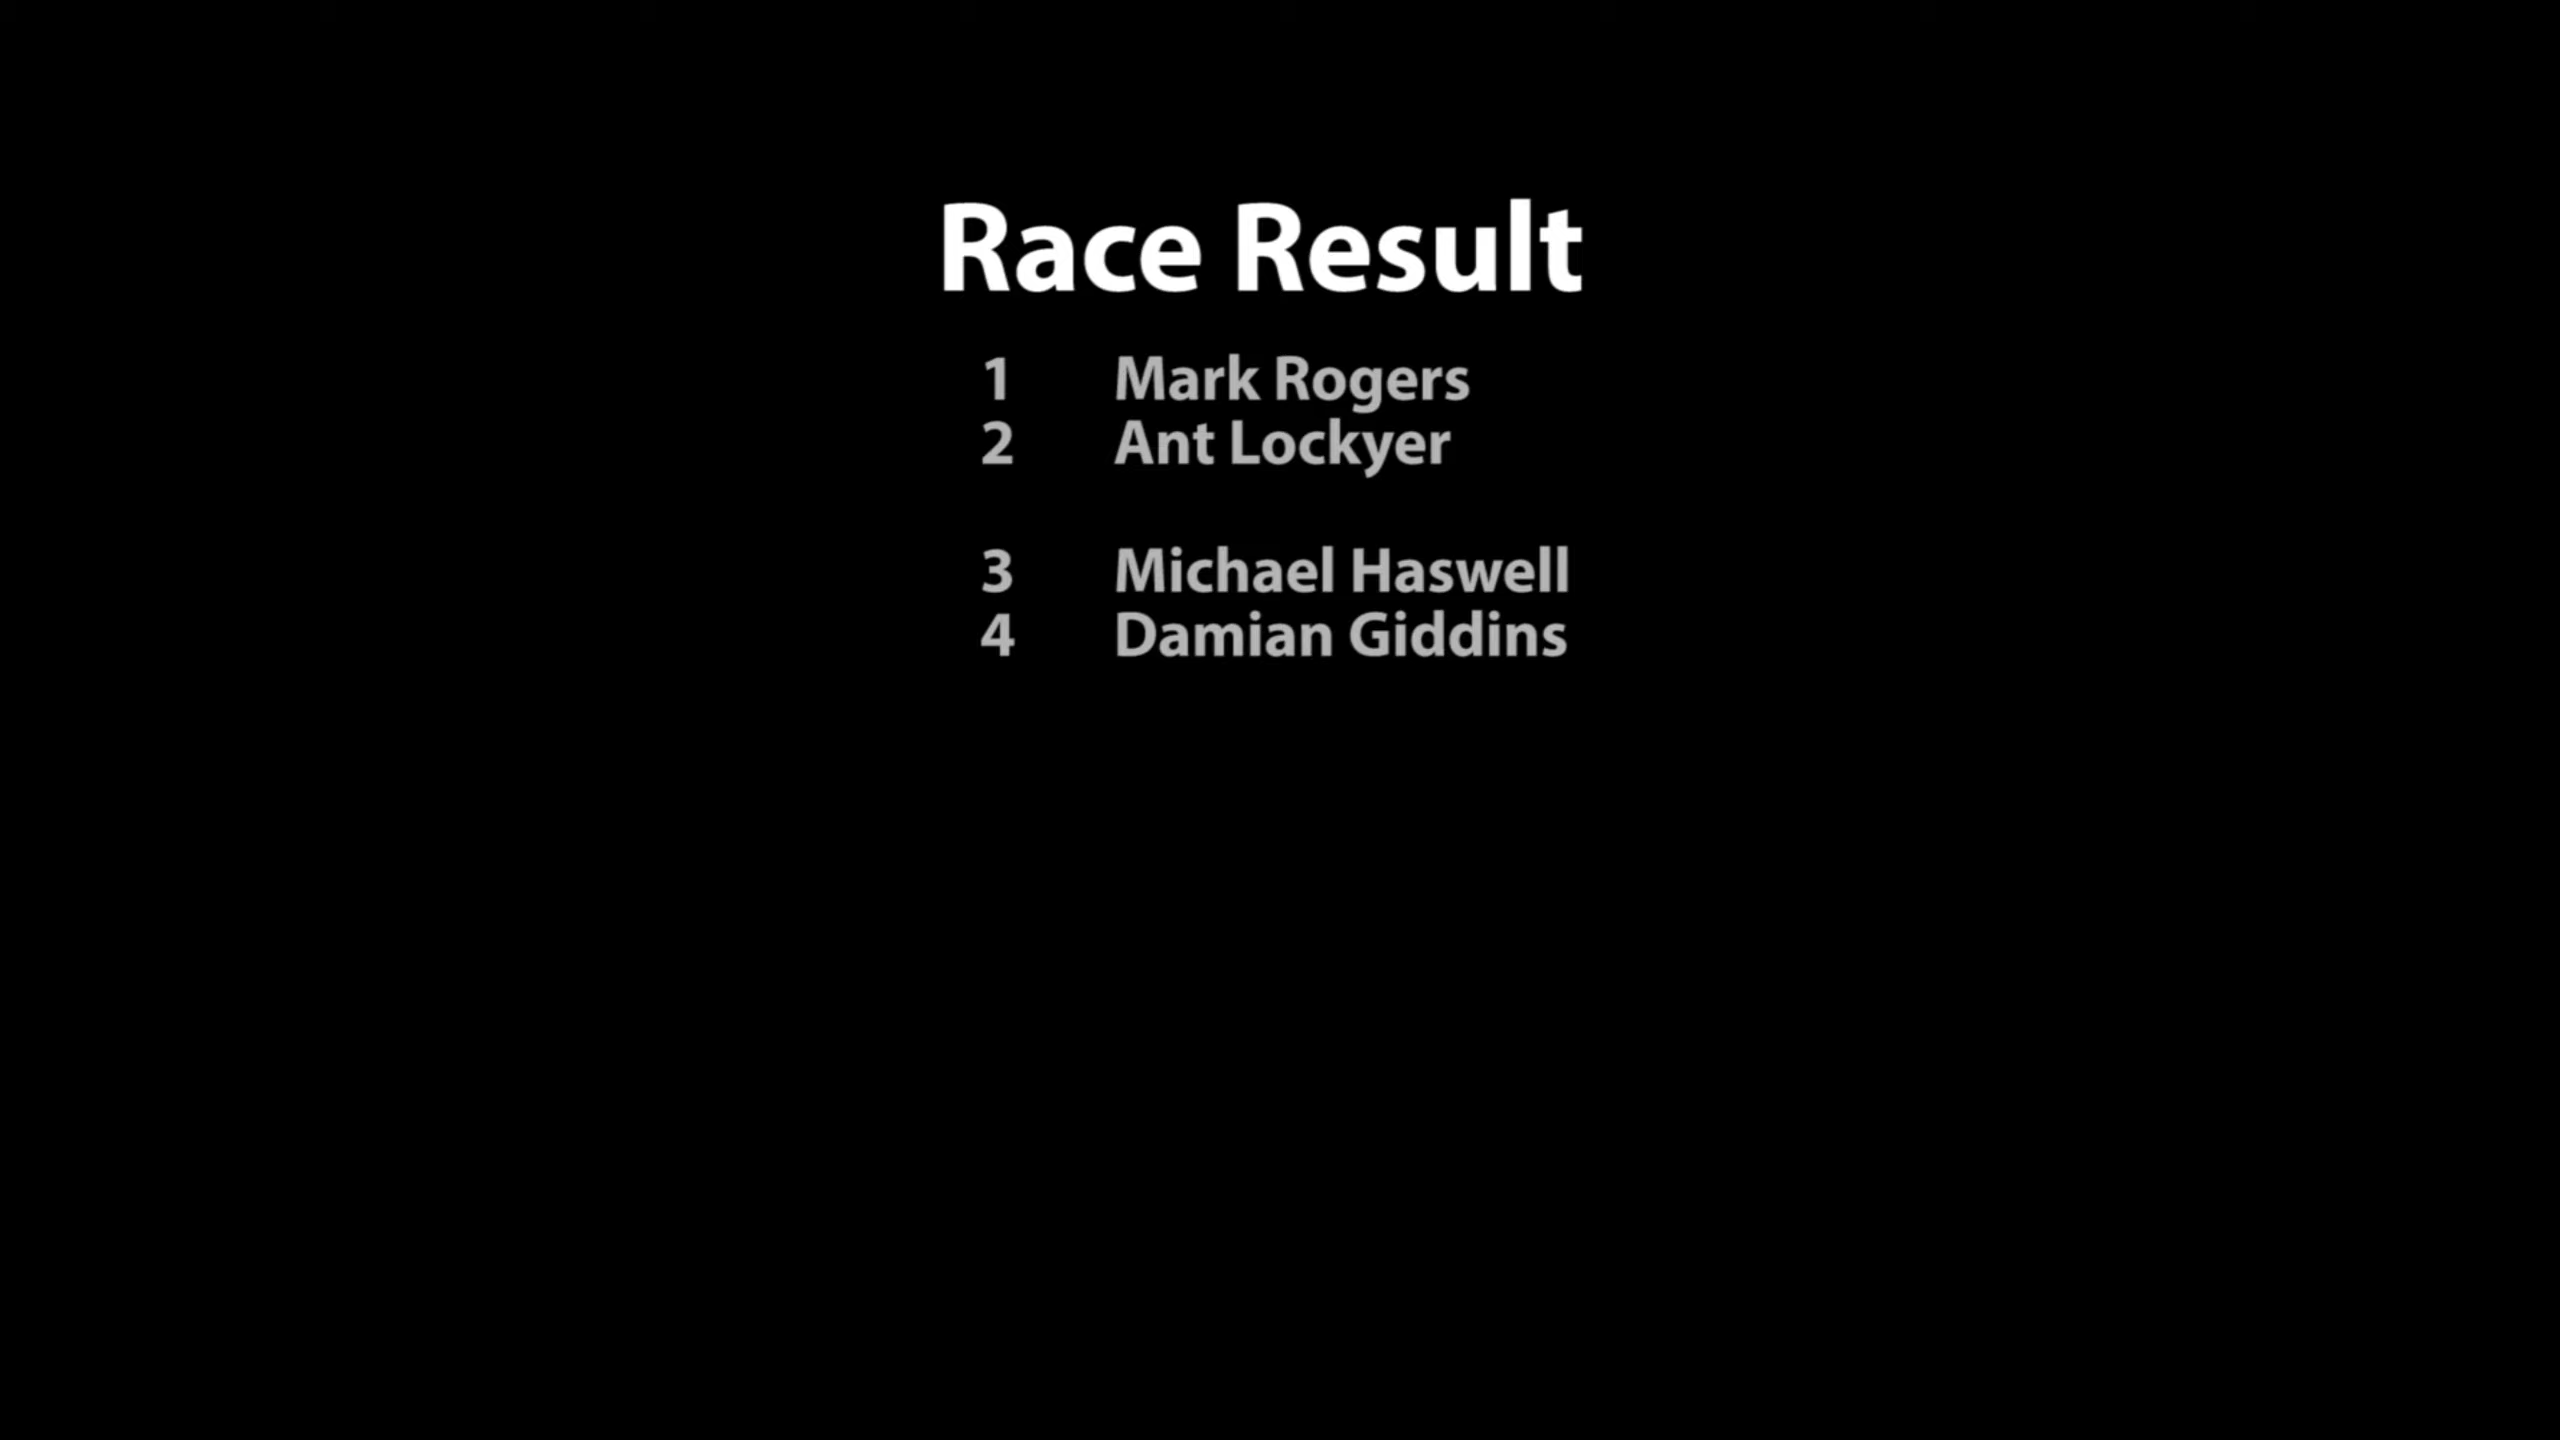 Race Result
1 Mark Rogers
2 Ant Lockyer
3 Michael Haswell
4 Damian Giddins